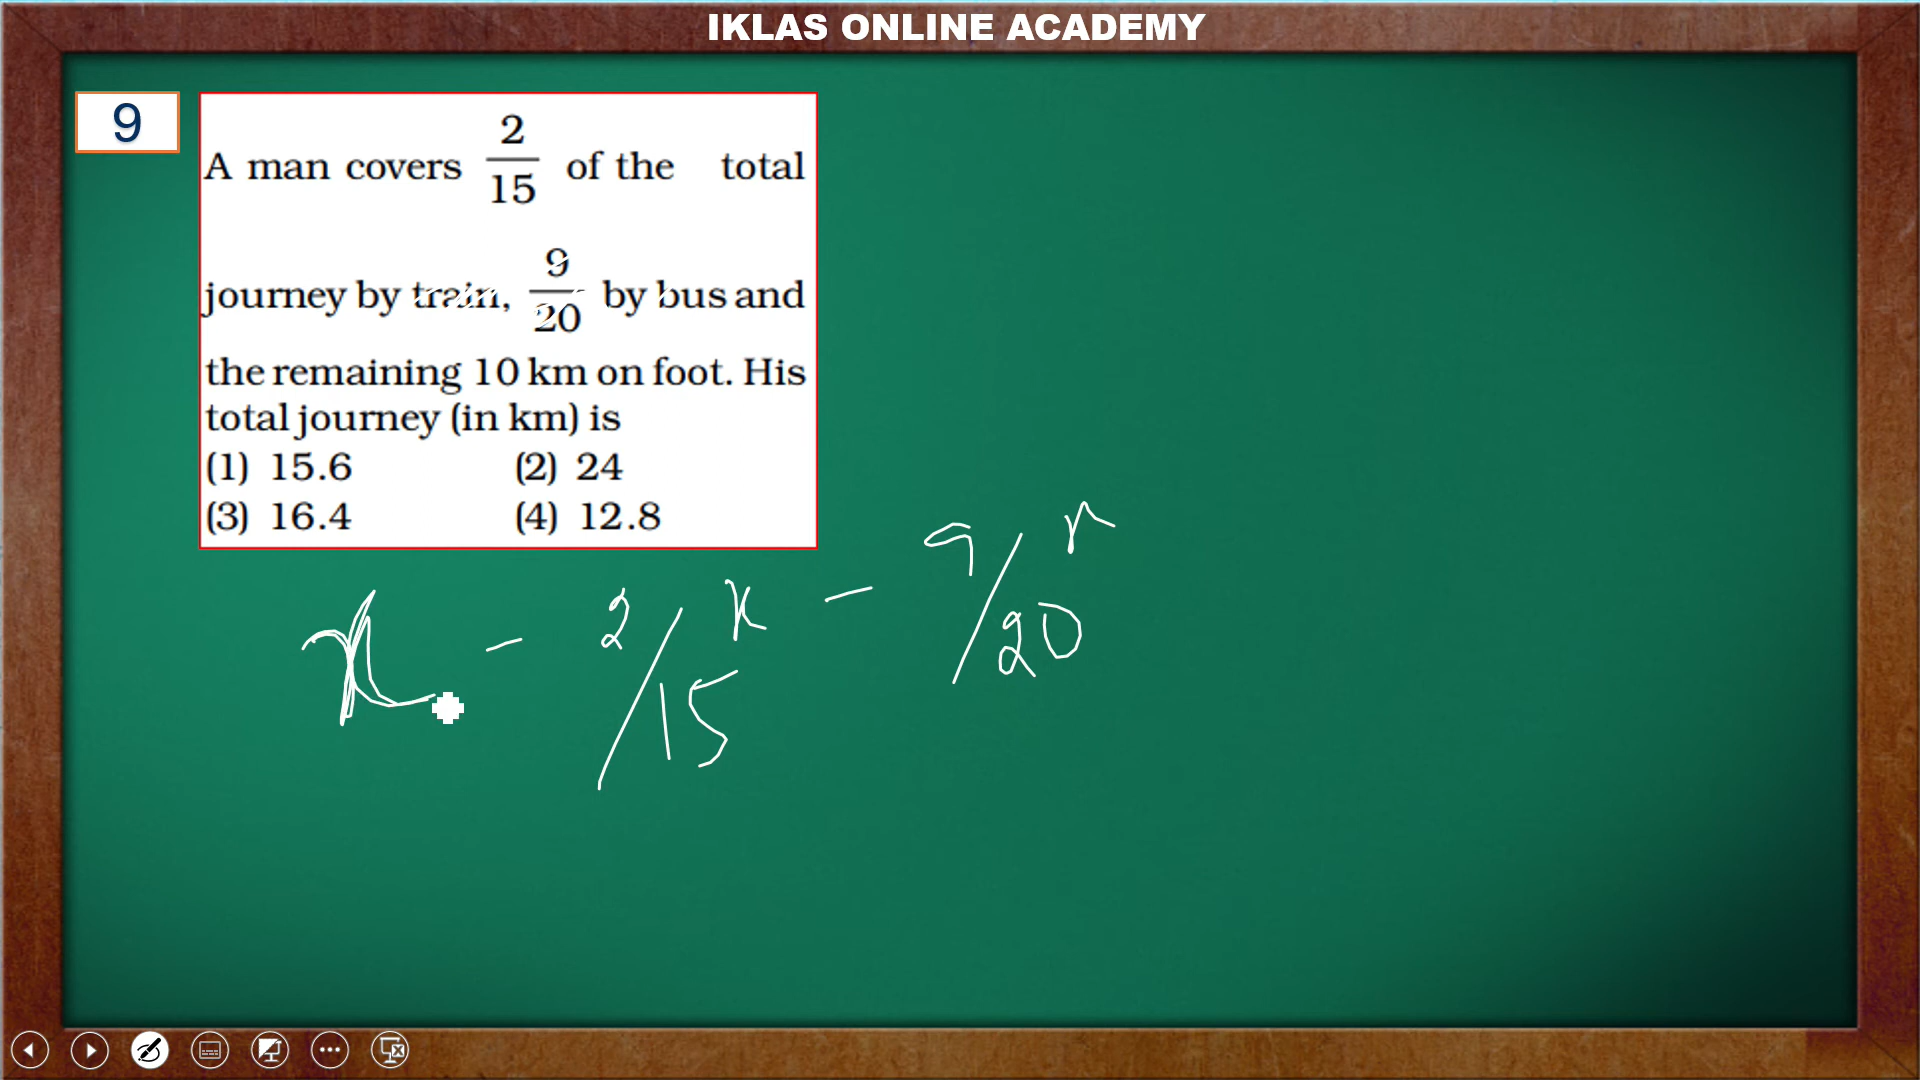 IKLAS ONLINE ACADEMY
9
A man covers 2/15 of the total
journey by train, 9/20 by bus and
the remaining 10 km on foot. His
total journey (in km) is
(1) 15.6 (2) 24
(3) 16.4 (4) 12.8
x - 2/15 x - 9/20 x